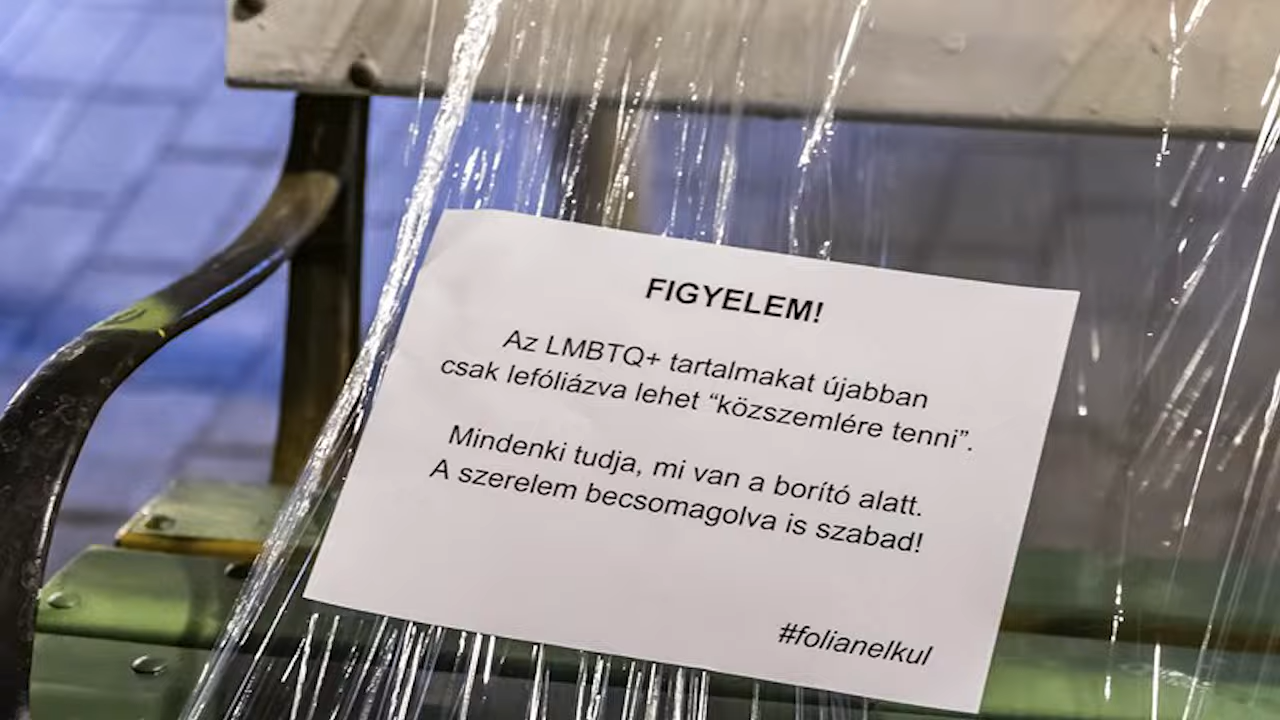 FIGYELEM!
Az LMBTQ+ tartalmakat újabban
csak lefóliázva lehet “közszemlére tenni”.
Mindenki tudja, mi van a borító alatt.
A szerelem becsomagolva is szabad!
#folianelkul